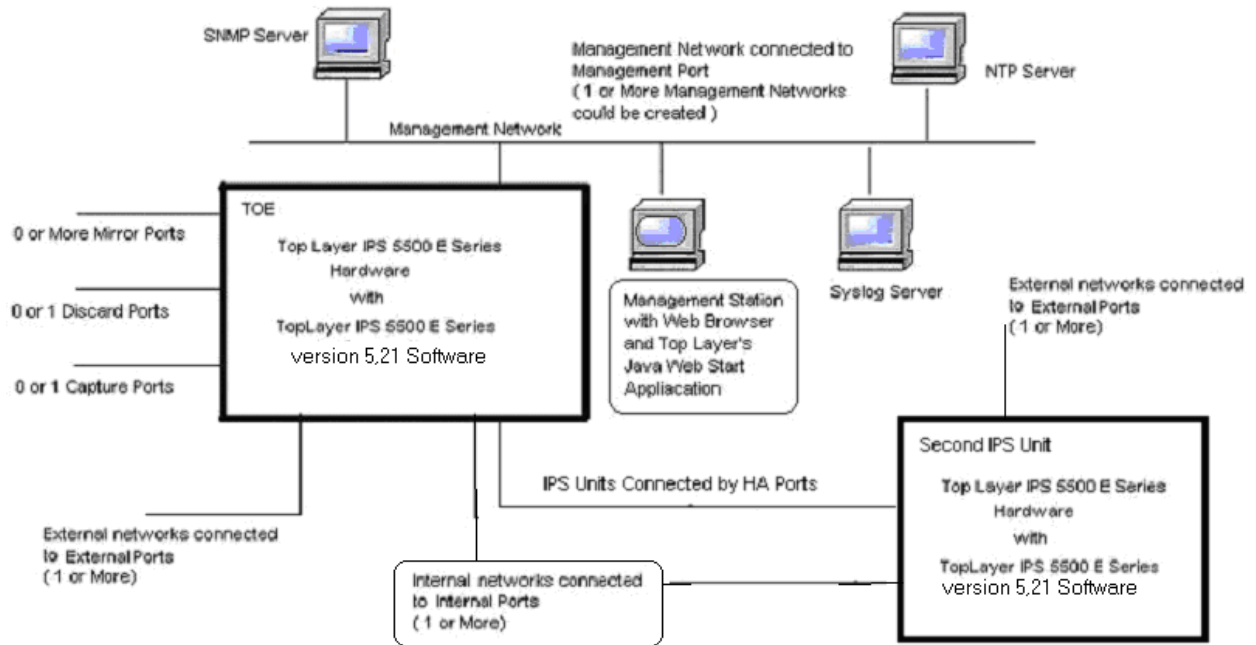 SNMP Server
Management Network connected to
Management Port
( 1 or More Management Networks
could be created )
NTP Server
Management Network
TOE
Top Layer IPS 5500 E Series
Hardware
with
TopLayer IPS 5500 E Series
version 5,21 Software
0 or More Mirror Ports
0 or 1 Discard Ports
0 or 1 Capture Ports
Management Station
with Web Browser
and Top Layer's
Java Web Start
Appliacation
Syslog Server
External networks connected
to External Ports
( 1 or More)
Second IPS Unit
Top Layer IPS 5500 E Series
Hardware
with
TopLayer IPS 5500 E Series
version 5,21 Software
IPS Units Connected by HA Ports
External networks connected
to External Ports
( 1 or More)
Internal networks connected
to Internal Ports
( 1 or More)